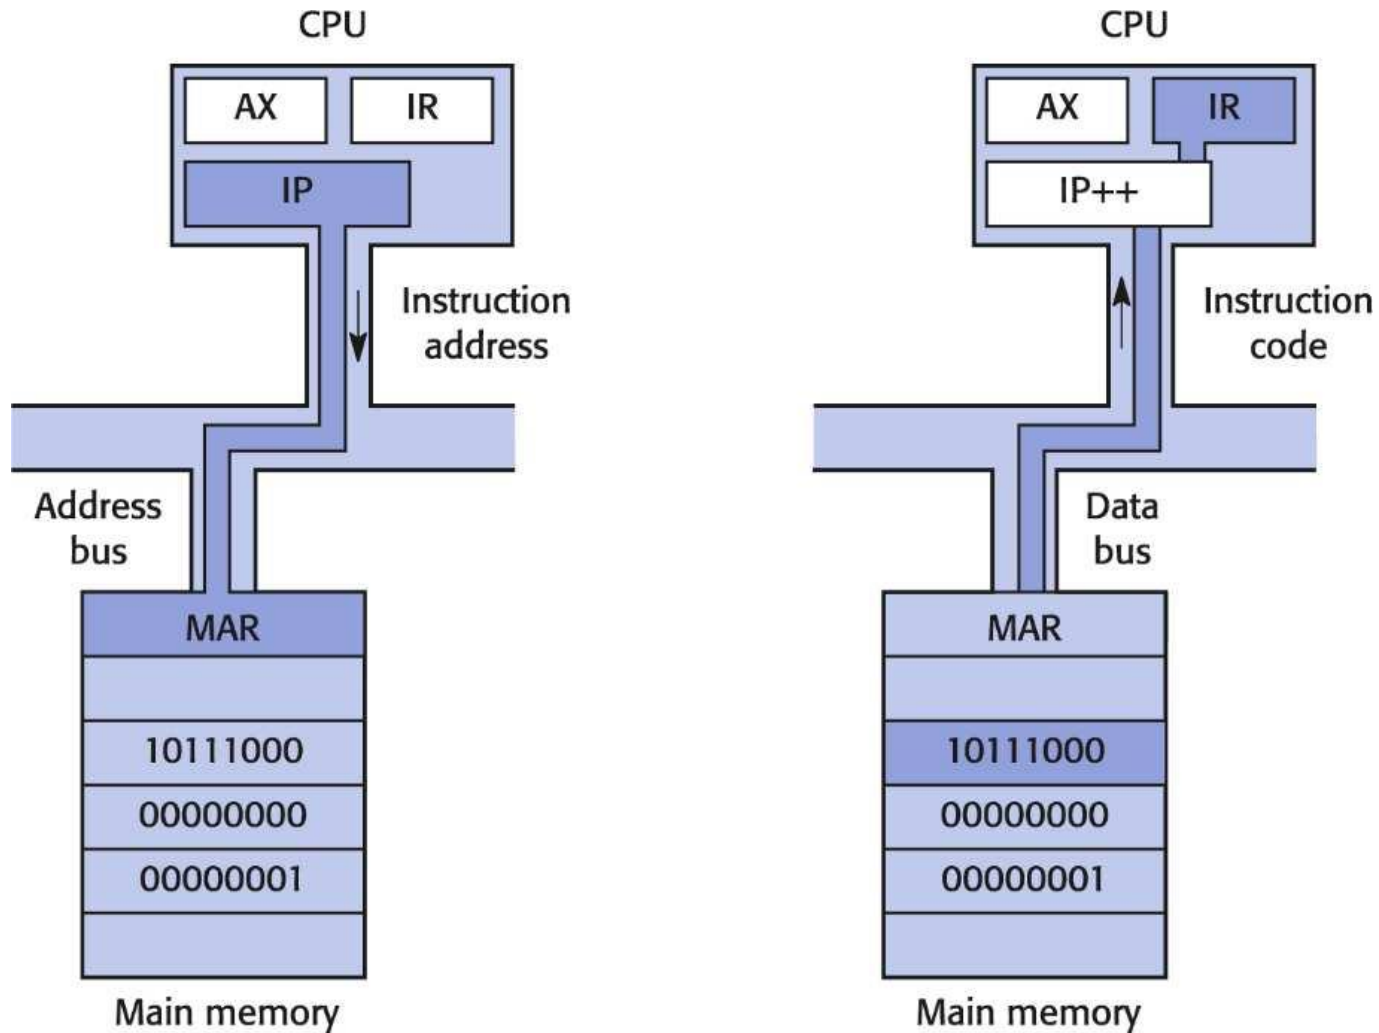 CPU
AX
IR
IP
Instruction
address
Address
bus
MAR
10111000
00000000
00000001
Main memory
CPU
AX
IR
IP++
Instruction
code
Data
bus
MAR
10111000
00000000
00000001
Main memory